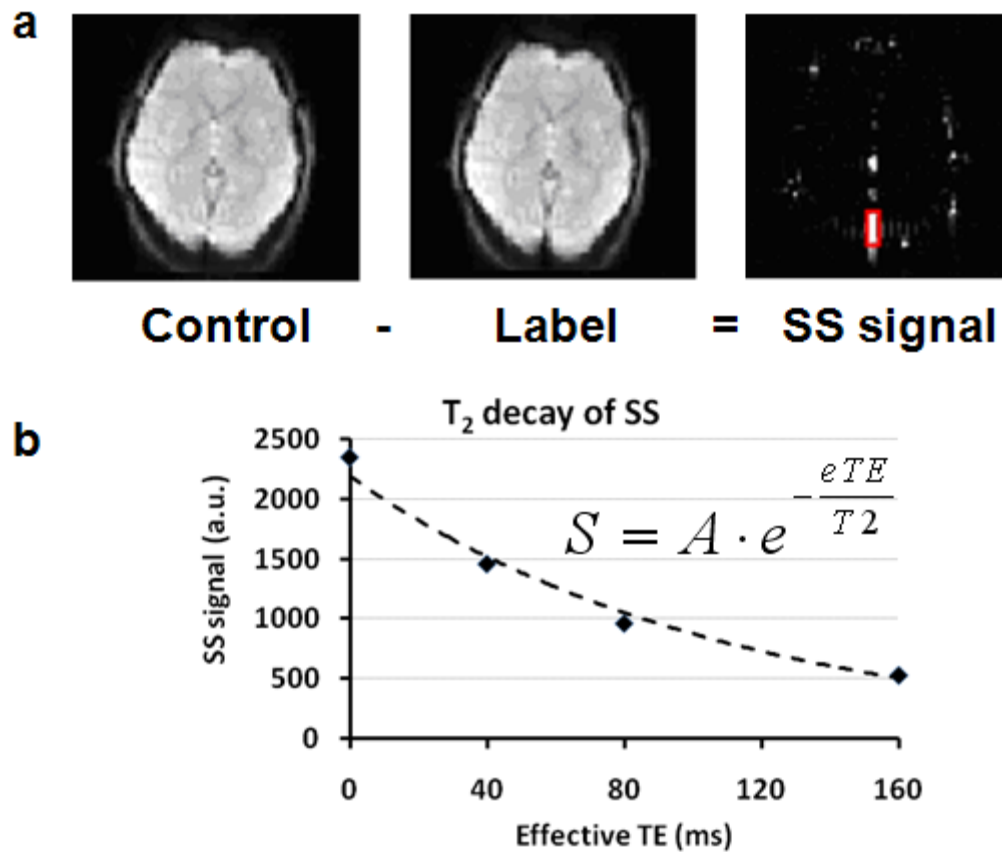 a
Control - Label = SS signal
b
T₂ decay of SS
2500
2000
1500
1000
500
0
SS signal (a.u.)
S = A · e^{-\frac{eTE}{T2}}
0 40 80 120 160
Effective TE (ms)